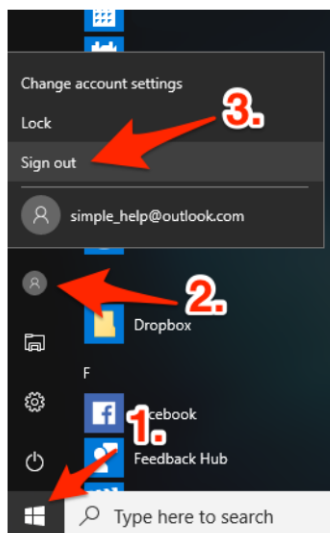 Change account settings
3.
Lock
Sign out
simple_help@outlook.com
2.
Dropbox
F
1.
Feedback Hub
Type here to search